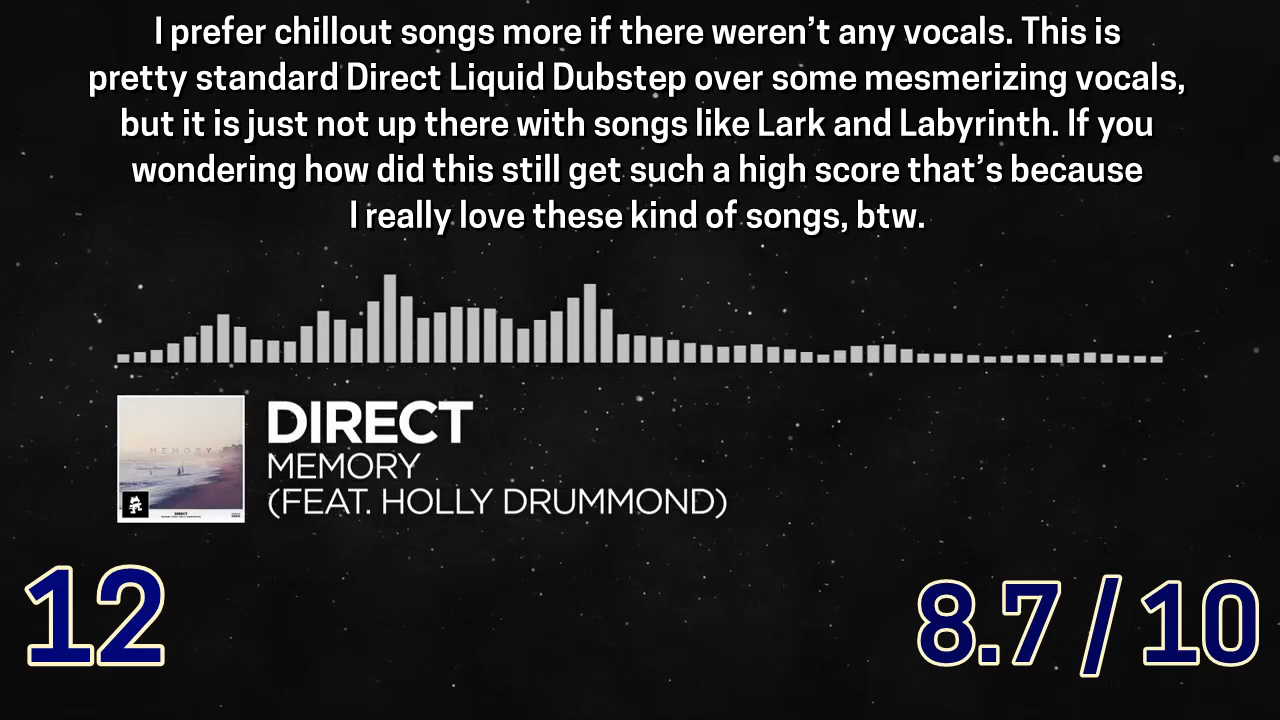 I prefer chillout songs more if there weren’t any vocals. This is
pretty standard Direct Liquid Dubstep over some mesmerizing vocals,
but it is just not up there with songs like Lark and Labyrinth. If you
wondering how did this still get such a high score that’s because
I really love these kind of songs, btw.
MEMORY
DIRECT
MEMORY
(FEAT. HOLLY DRUMMOND)
12
8.7 / 10